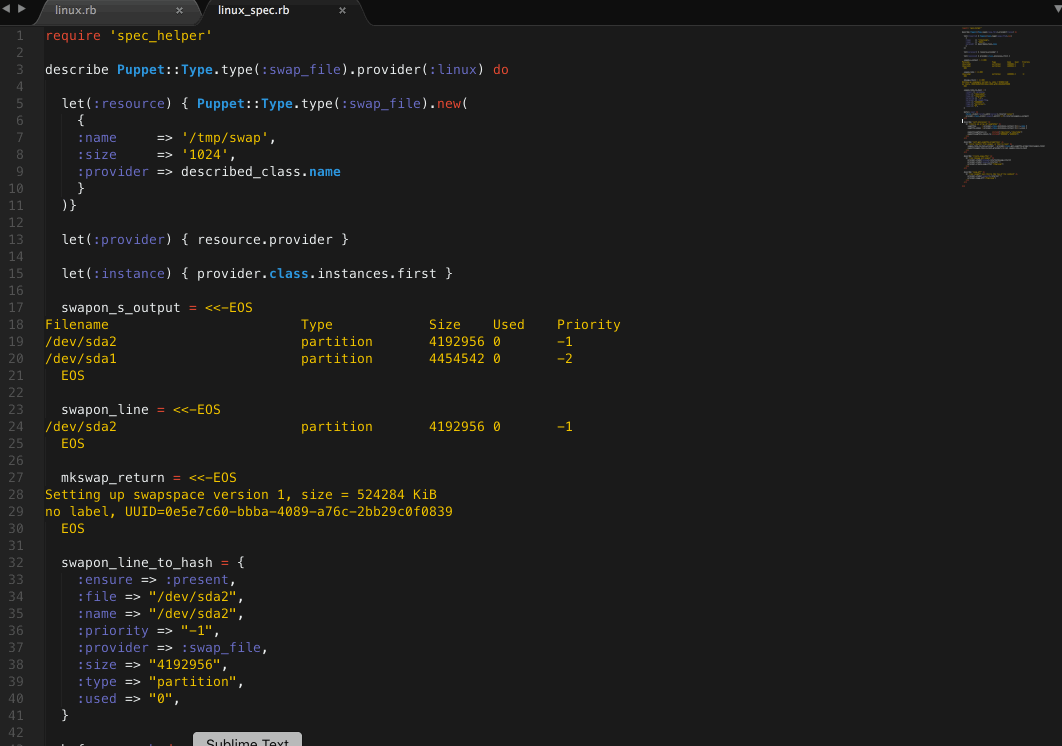 linux.rb × linux_spec.rb ×
1 require 'spec_helper'
2
3 describe Puppet::Type.type(:swap_file).provider(:linux) do
4
5 let(:resource) { Puppet::Type.type(:swap_file).new(
6 {
7 :name => '/tmp/swap',
8 :size => '1024',
9 :provider => described_class.name
10 }
11 )}
12
13 let(:provider) { resource.provider }
14
15 let(:instance) { provider.class.instances.first }
16
17 swapon_s_output = <<-EOS
18 Filename Type Size Used Priority
19 /dev/sda2 partition 4192956 0 -1
20 /dev/sda1 partition 4454542 0 -2
21 EOS
22
23 swapon_line = <<-EOS
24 /dev/sda2 partition 4192956 0 -1
25 EOS
26
27 mkswap_return = <<-EOS
28 Setting up swapspace version 1, size = 524284 KiB
29 no label, UUID=0e5e7c60-bbba-4089-a76c-2bb29c0f0839
30 EOS
31
32 swapon_line_to_hash = {
33 :ensure => :present,
34 :file => "/dev/sda2",
35 :name => "/dev/sda2",
36 :priority => "-1",
37 :provider => :swap_file,
38 :size => "4192956",
39 :type => "partition",
40 :used => "0",
41 }
42
Sublime Text